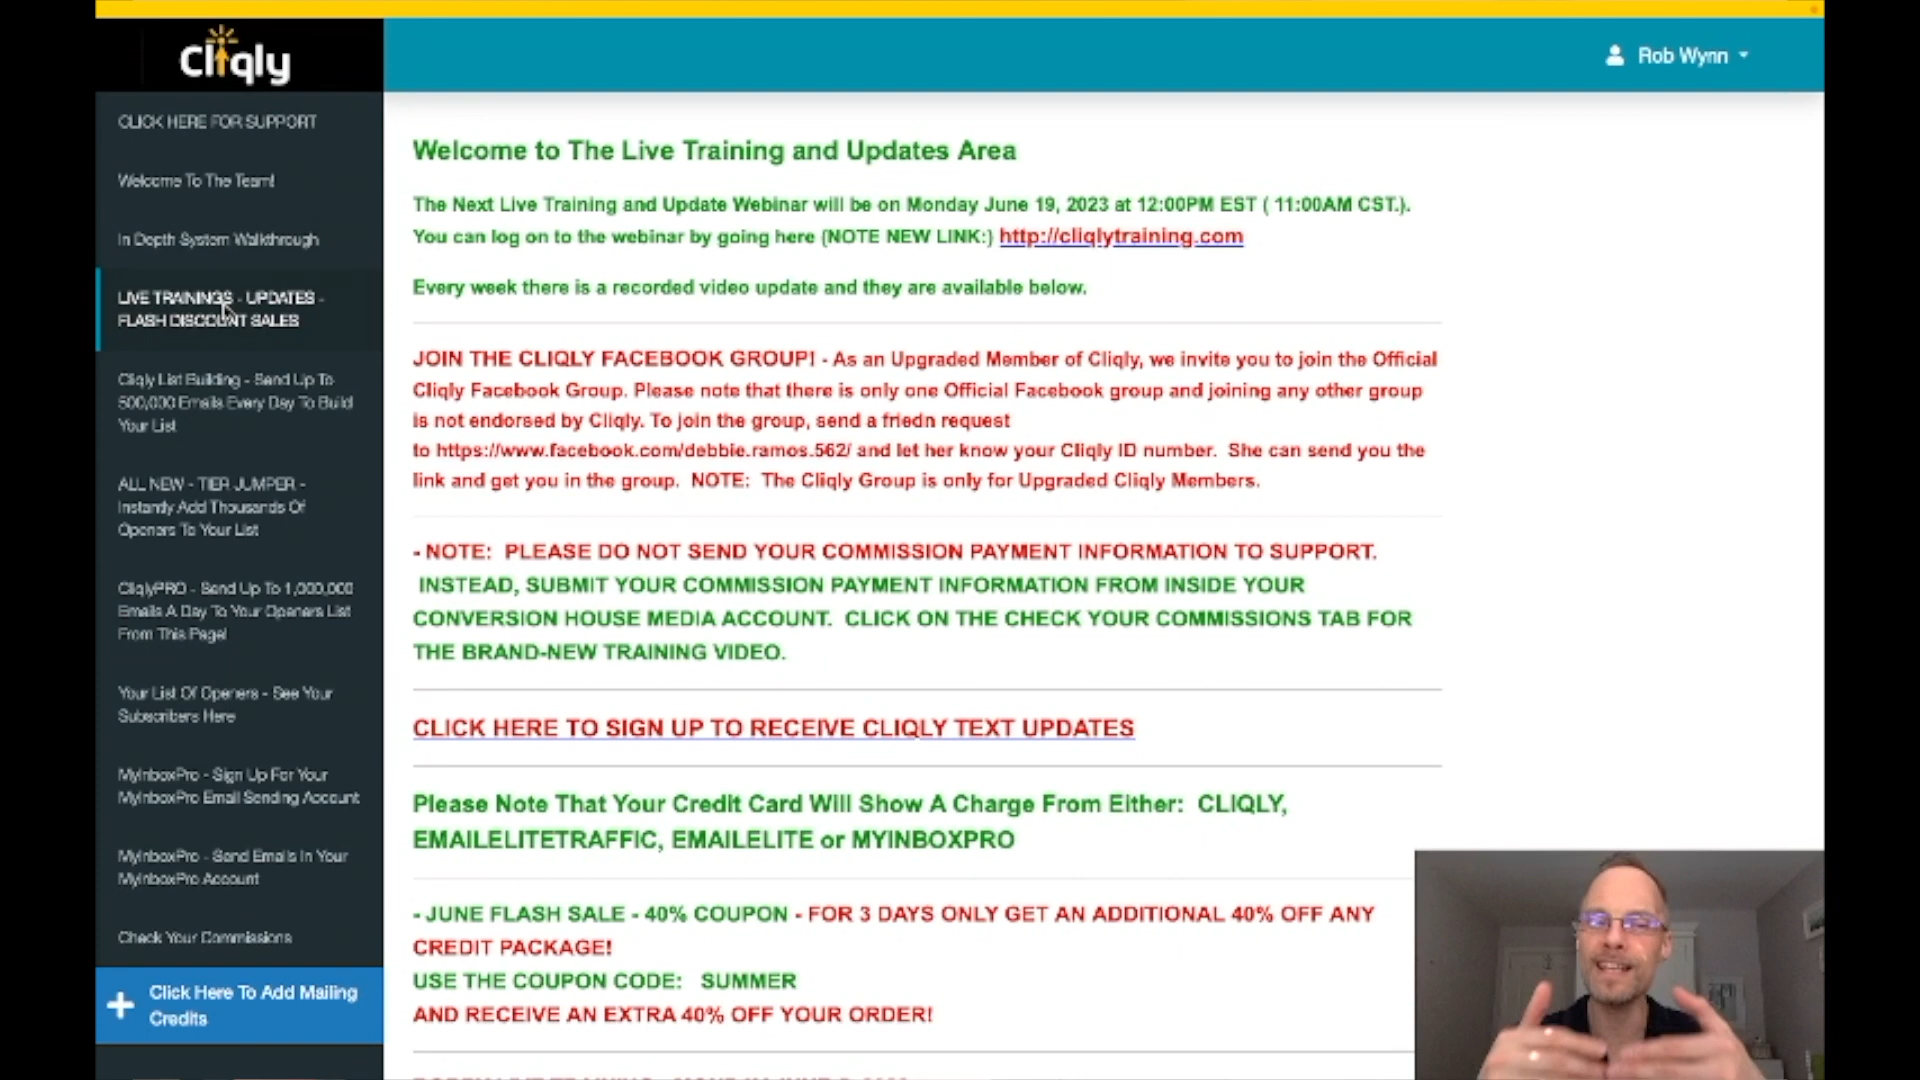 Cliqly
Rob Wynn
CLICK HERE FOR SUPPORT
Welcome To The Team!
In Depth System Walkthrough
LIVE TRAININGS - UPDATES -
FLASH DISCOUNT SALES
Cliqly List Building - Send Up To
500,000 Emails Every Day To Build
Your List
ALL NEW - TIER JUMPER -
Instantly Add Thousands Of
Openers To Your List
CliqlyPRO - Send Up To 1,000,000
Emails A Day To Your Openers List
From This Page!
Your List Of Openers - See Your
Subscribers Here
MyInboxPro - Sign Up For Your
MyInboxPro Email Sending Account
MyInboxPro - Send Emails In Your
MyInboxPro Account
Check Your Commissions
Click Here To Add Mailing
Credits
Welcome to The Live Training and Updates Area
The Next Live Training and Update Webinar will be on Monday June 19, 2023 at 12:00PM EST ( 11:00AM CST.).
You can log on to the webinar by going here (NOTE NEW LINK:) http://cliqlytraining.com
Every week there is a recorded video update and they are available below.
JOIN THE CLIQLY FACEBOOK GROUP! - As an Upgraded Member of Cliqly, we invite you to join the Official
Cliqly Facebook Group. Please note that there is only one Official Facebook group and joining any other group
is not endorsed by Cliqly. To join the group, send a friedn request
to https://www.facebook.com/debbie.ramos.562/ and let her know your Cliqly ID number.  She can send you the
link and get you in the group.  NOTE:  The Cliqly Group is only for Upgraded Cliqly Members.
- NOTE:  PLEASE DO NOT SEND YOUR COMMISSION PAYMENT INFORMATION TO SUPPORT.
INSTEAD, SUBMIT YOUR COMMISSION PAYMENT INFORMATION FROM INSIDE YOUR
CONVERSION HOUSE MEDIA ACCOUNT.  CLICK ON THE CHECK YOUR COMMISSIONS TAB FOR
THE BRAND-NEW TRAINING VIDEO.
CLICK HERE TO SIGN UP TO RECEIVE CLIQLY TEXT UPDATES
Please Note That Your Credit Card Will Show A Charge From Either:  CLIQLY,
EMAILELITETRAFFIC, EMAILELITE or MYINBOXPRO
- JUNE FLASH SALE - 40% COUPON - FOR 3 DAYS ONLY GET AN ADDITIONAL 40% OFF ANY
CREDIT PACKAGE!
USE THE COUPON CODE:   SUMMER
AND RECEIVE AN EXTRA 40% OFF YOUR ORDER!